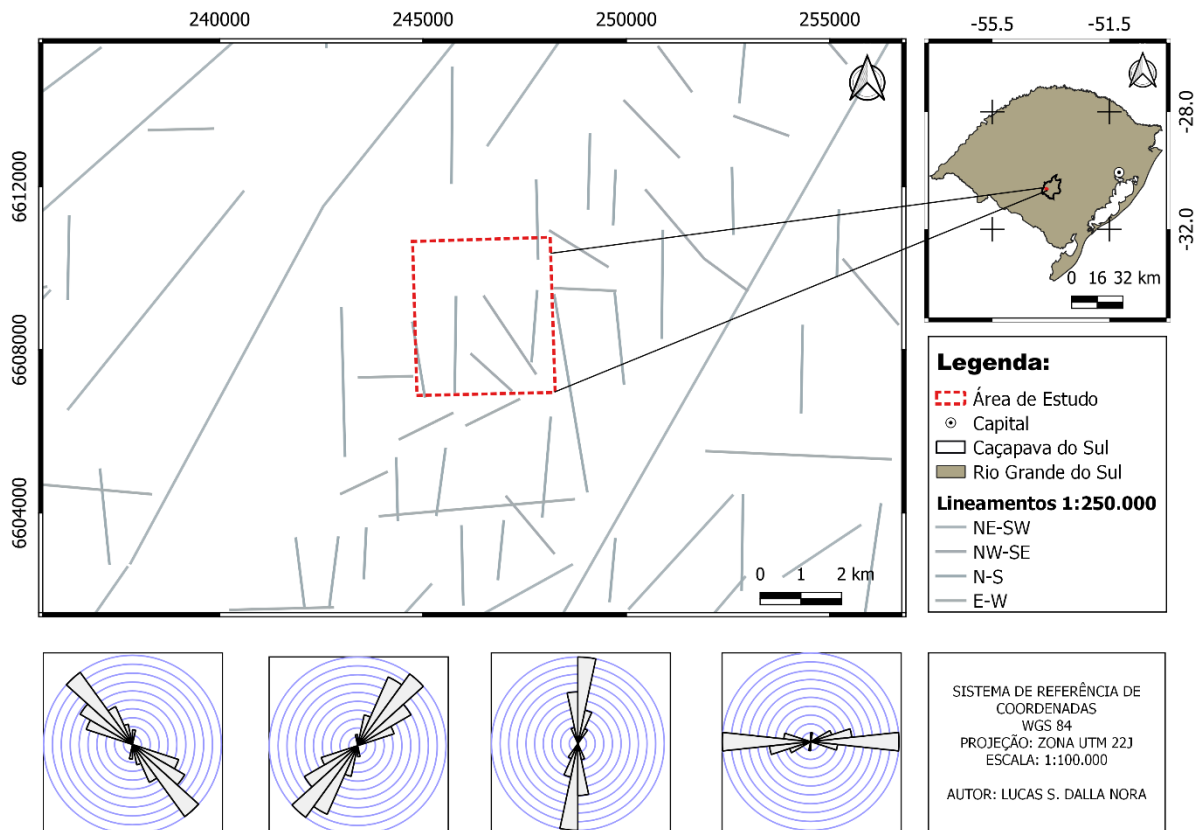 240000
245000
250000
255000
6612000
6608000
6604000
0 1 2 km
-55.5
-51.5
-28.0
-32.0
0 16 32 km
Legenda:
Área de Estudo
Capital
Caçapava do Sul
Rio Grande do Sul
Lineamentos 1:250.000
NE-SW
NW-SE
N-S
E-W
SISTEMA DE REFERÊNCIA DE
COORDENADAS
WGS 84
PROJEÇÃO: ZONA UTM 22J
ESCALA: 1:100.000
AUTOR: LUCAS S. DALLA NORA